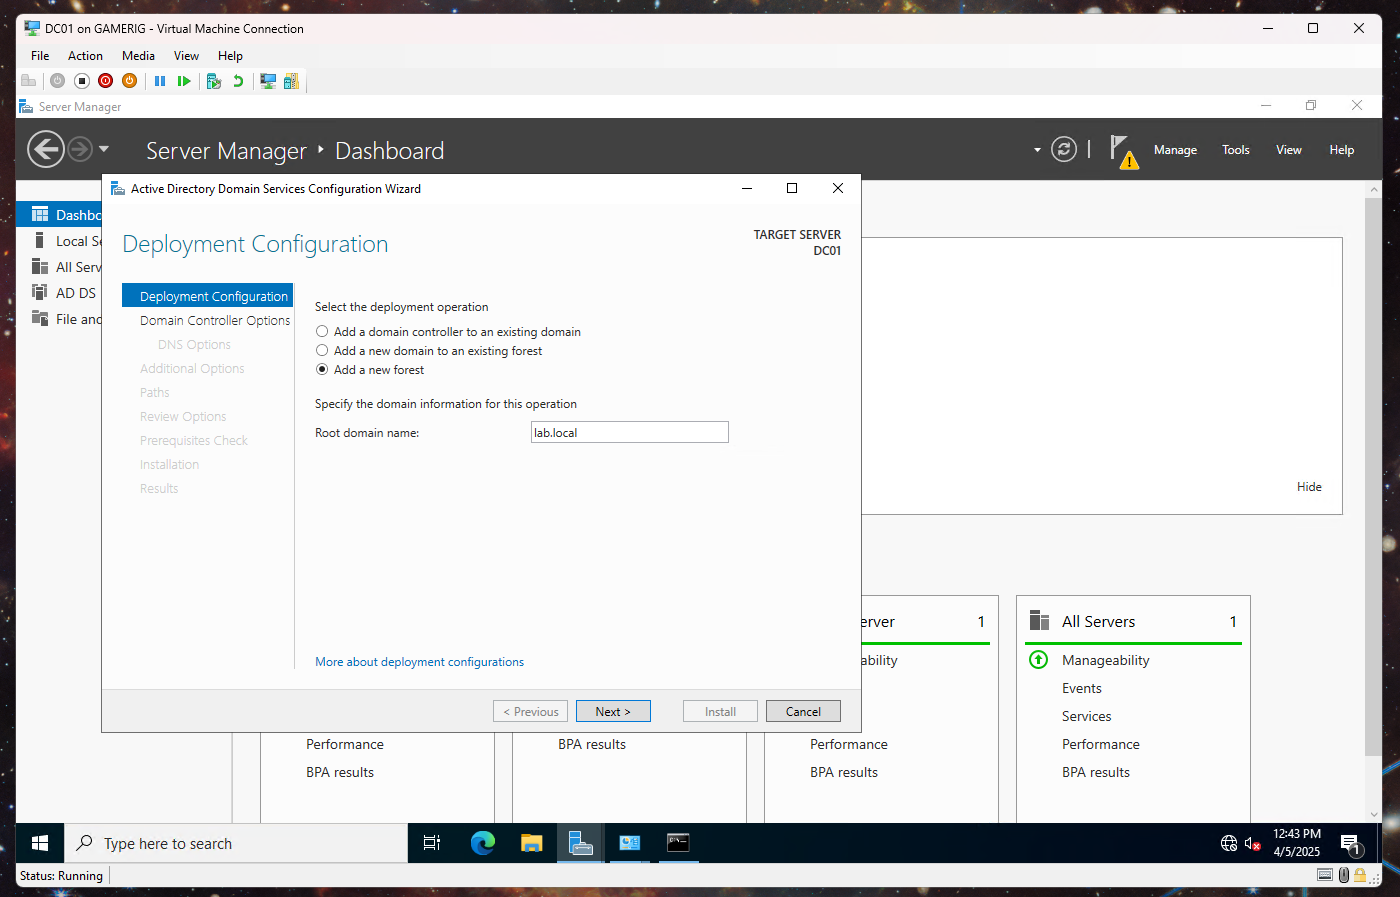 DC01 on GAMERIG - Virtual Machine Connection
File Action Media View Help
Server Manager
Server Manager ‣ Dashboard
Manage Tools View Help
Dashbo
Local Se
All Serv
AD DS
File and
Active Directory Domain Services Configuration Wizard
Deployment Configuration
TARGET SERVER
DC01
Deployment Configuration
Domain Controller Options
DNS Options
Additional Options
Paths
Review Options
Prerequisites Check
Installation
Results
Select the deployment operation
Add a domain controller to an existing domain
Add a new domain to an existing forest
Add a new forest
Specify the domain information for this operation
Root domain name: lab.local
More about deployment configurations
< Previous Next > Install Cancel
Hide
erver 1
ability
Performance
BPA results
BPA results
Performance
BPA results
All Servers 1
Manageability
Events
Services
Performance
BPA results
Type here to search
12:43 PM
4/5/2025
1
Status: Running